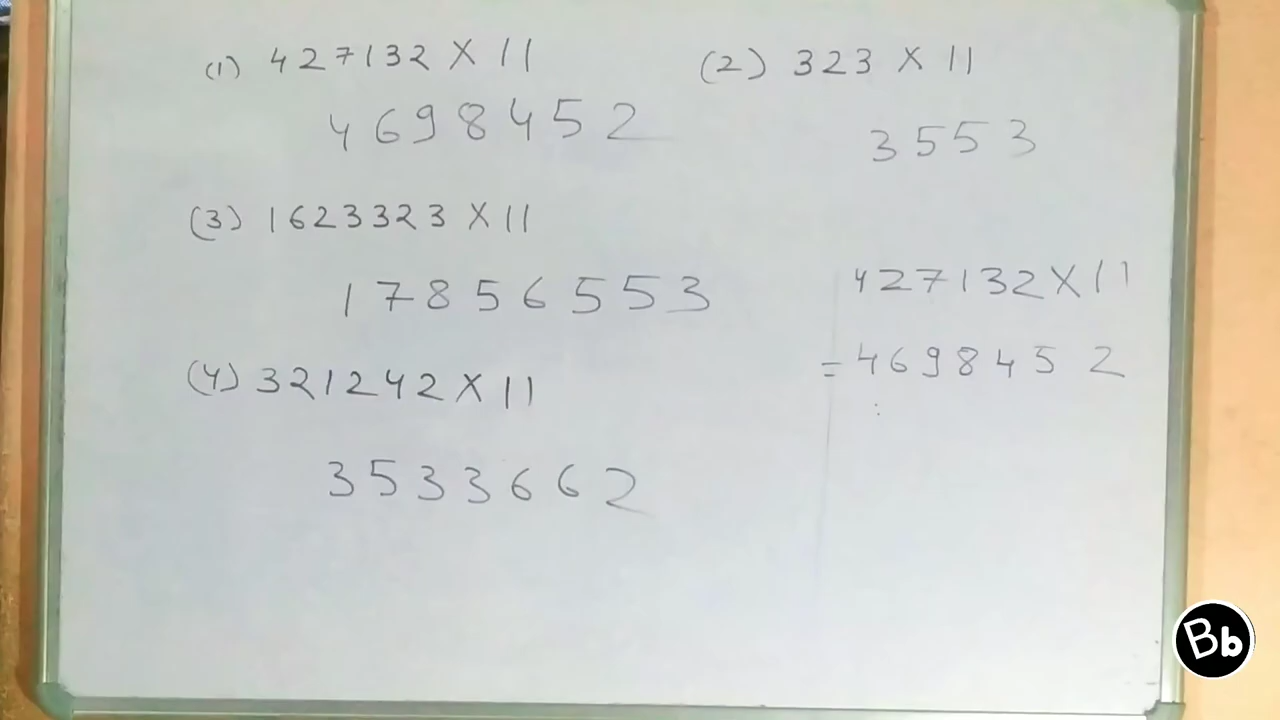 (1) 427132 X 11
4698452
(2) 323 X 11
3553
(3) 1623323 X 11
17856553
(4) 321242 X 11
3533662
427132 X 11
= 4698452
Bb